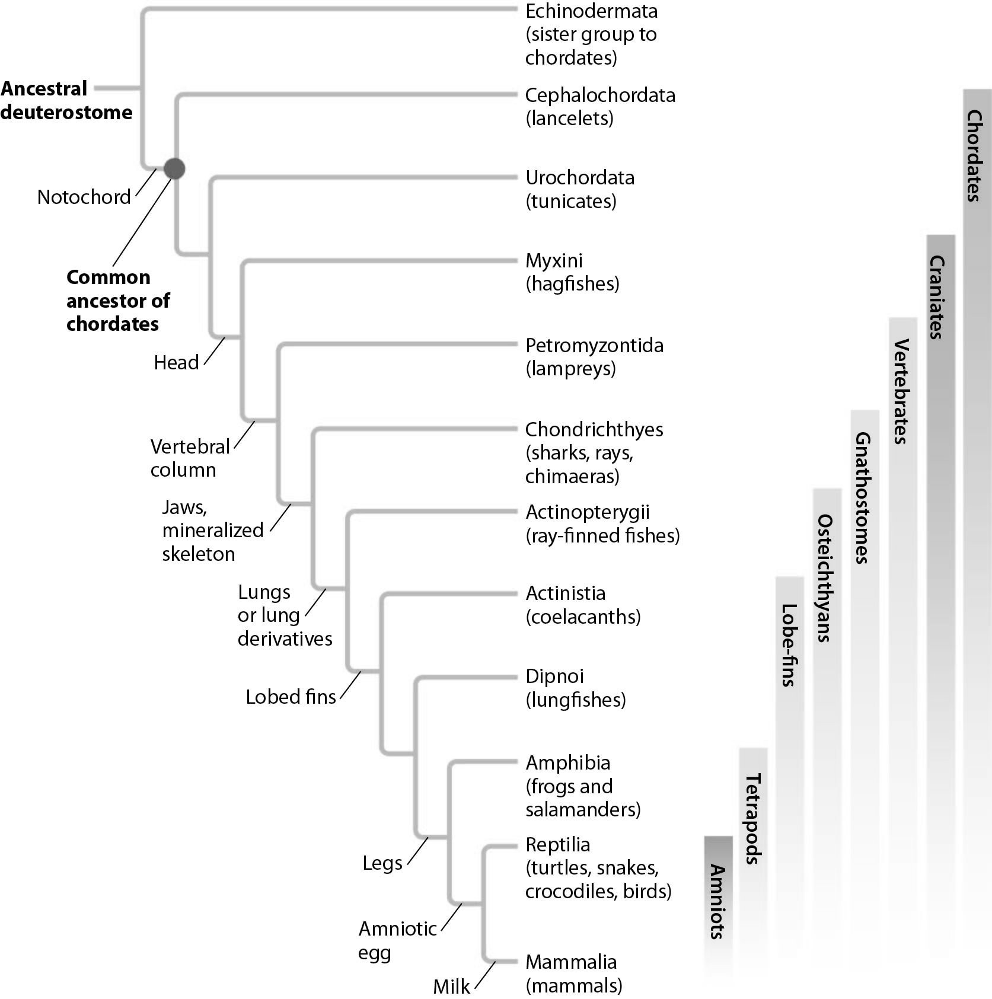 Echinodermata
(sister group to
chordates)
Ancestral
deuterostome
Cephalochordata
(lancelets)
Notochord
Urochordata
(tunicates)
Common
ancestor of
chordates
Myxini
(hagfishes)
Head
Petromyzontida
(lampreys)
Vertebral
column
Chondrichthyes
(sharks, rays,
chimaeras)
Jaws,
mineralized
skeleton
Actinopterygii
(ray-finned fishes)
Lungs
or lung
derivatives
Actinistia
(coelacanths)
Lobed fins
Dipnoi
(lungfishes)
Amphibia
(frogs and
salamanders)
Legs
Reptilia
(turtles, snakes,
crocodiles, birds)
Amniotic
egg
Mammalia
(mammals)
Milk
Amniots
Tetrapods
Lobe-fins
Osteichthyans
Gnathostomes
Vertebrates
Craniates
Chordates